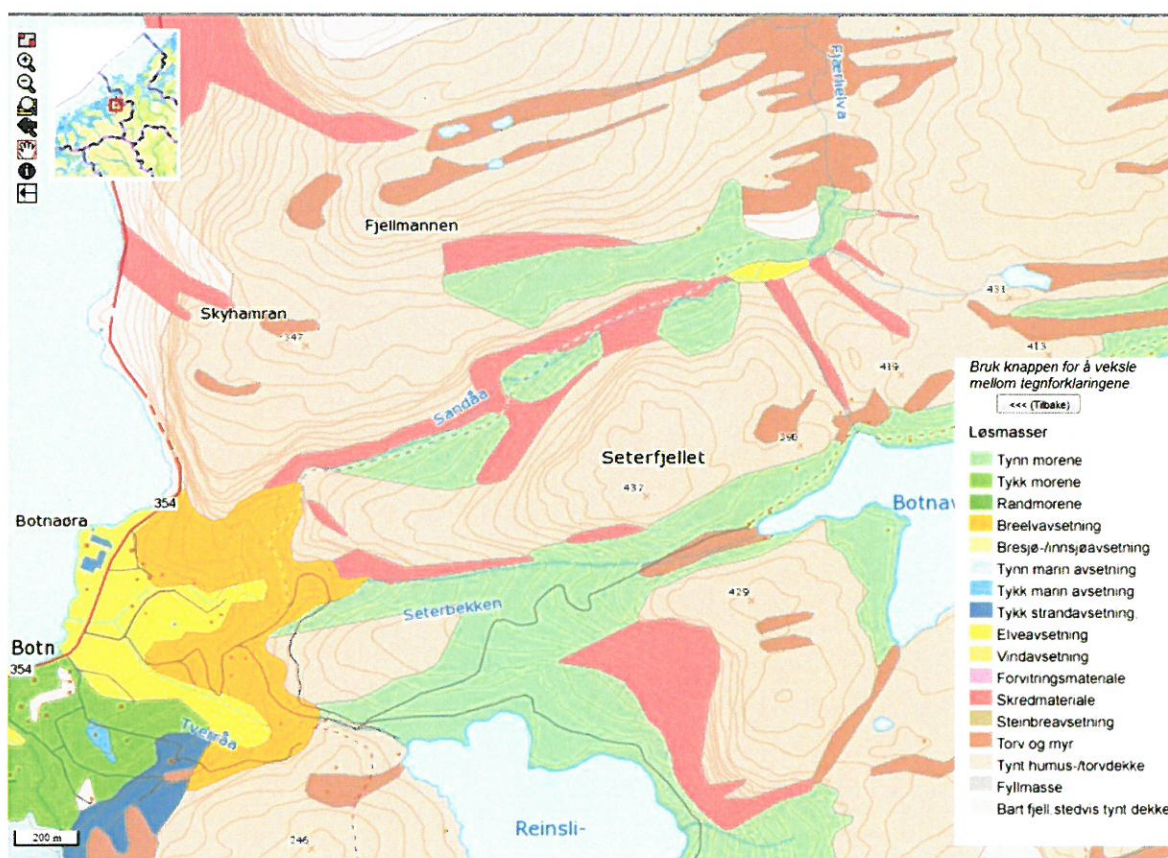 Fjærhelva
Fjellmannen
Skyhamran
347
431
413
419
398
Sandåa
Seterfjellet
437
Botnav
354
Botnaøra
Seterbekken
429
Botn
354
Tverråa
Reinsli-
246
200 m
Bruk knappen for å veksle
mellom tegnforklaringene
<<< (Tilbake)
Løsmasser
Tynn morene
Tykk morene
Randmorene
Breelvavsetning
Bresjø-/innsjøavsetning
Tynn marin avsetning
Tykk marin avsetning
Tykk strandavsetning.
Elveavsetning
Vindavsetning
Forvitringsmateriale
Skredmateriale
Steinbreavsetning
Torv og myr
Tynt humus-/torvdekke
Fyllmasse
Bart fjell. stedvis tynt dekke